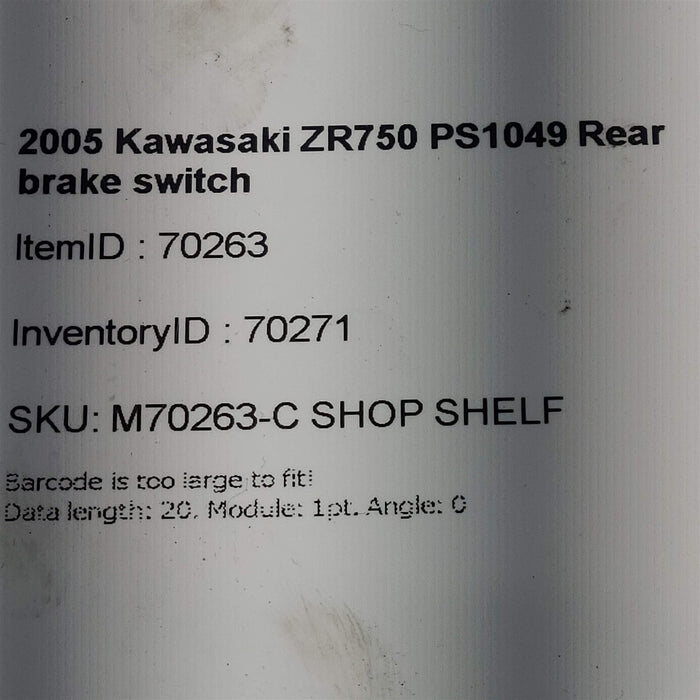 2005 Kawasaki ZR750 PS1049 Rear
brake switch
ItemID : 70263
InventoryID : 70271
SKU: M70263-C SHOP SHELF
Barcode is too large to fit!
Data length: 20, Module: 1pt. Angle: 0